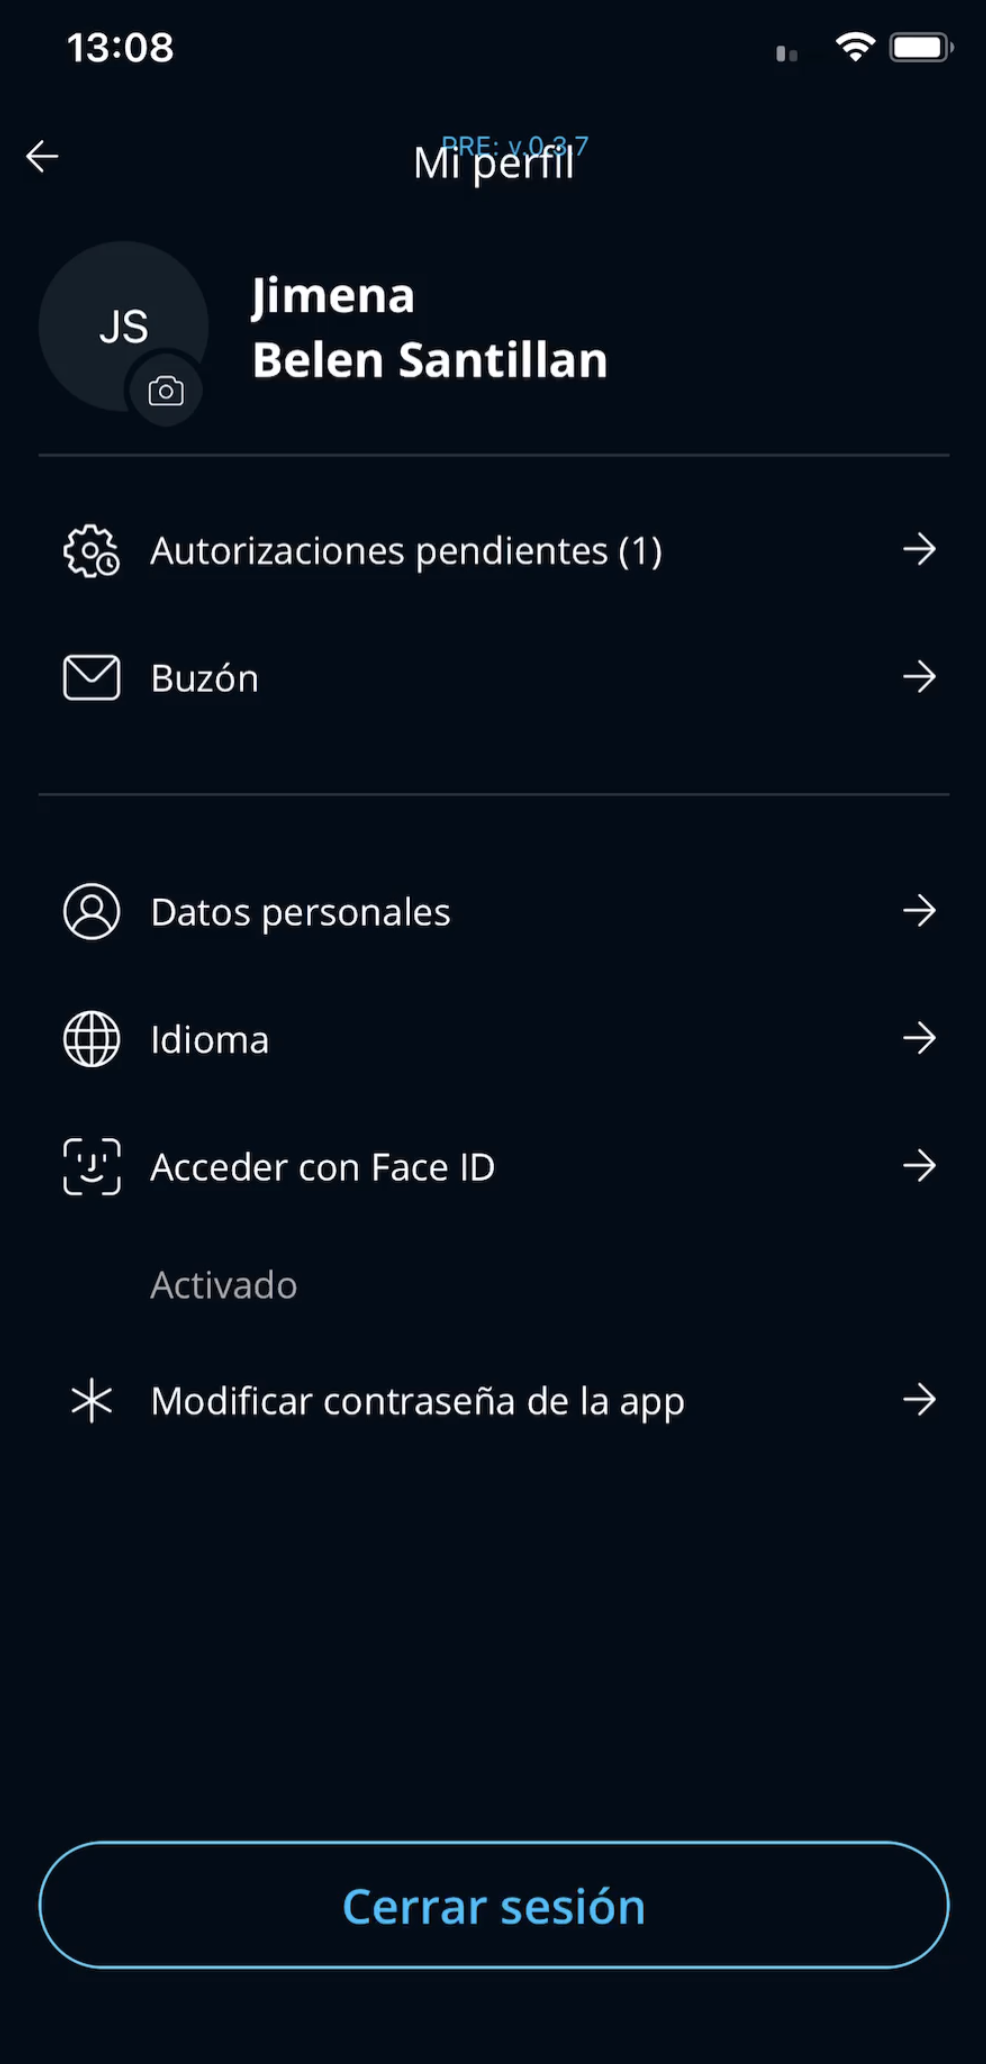 13:08
PRE: v.0.3.7
Mi perfil
JS
Jimena
Belen Santillan
Autorizaciones pendientes (1)
Buzón
Datos personales
Idioma
Acceder con Face ID
Activado
Modificar contraseña de la app
Cerrar sesión